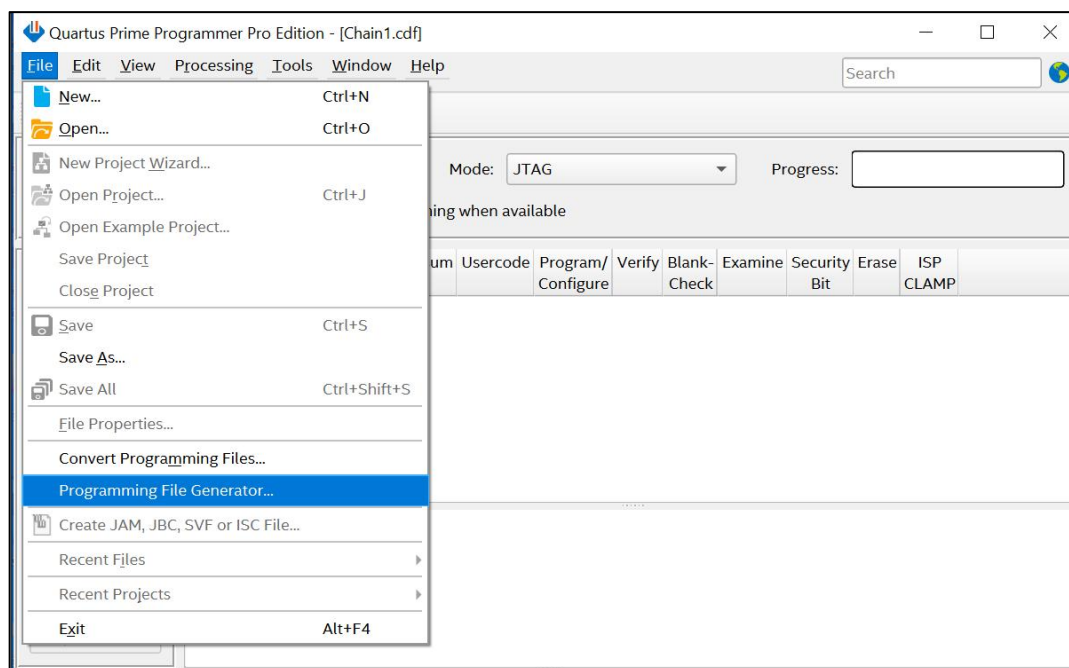 Quartus Prime Programmer Pro Edition - [Chain1.cdf]
File Edit View Processing Tools Window Help
Search
New... Ctrl+N
Open... Ctrl+O
New Project Wizard...
Mode: JTAG Progress:
Open Project... Ctrl+J
ing when available
Open Example Project...
Save Project
um Usercode Program/ Verify Blank- Examine Security Erase ISP
Configure Check Bit CLAMP
Close Project
Save Ctrl+S
Save As...
Save All Ctrl+Shift+S
File Properties...
Convert Programming Files...
Programming File Generator...
Create JAM, JBC, SVF or ISC File...
Recent Files
Recent Projects
Exit Alt+F4